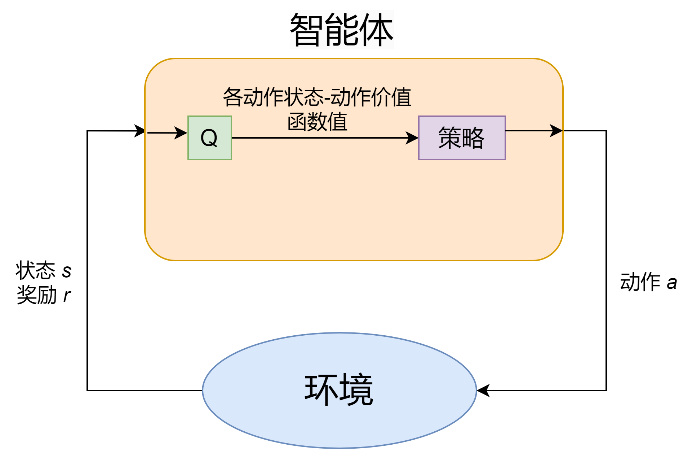 智能体
各动作状态-动作价值
函数值
Q
策略
状态 s
奖励 r
动作 a
环境